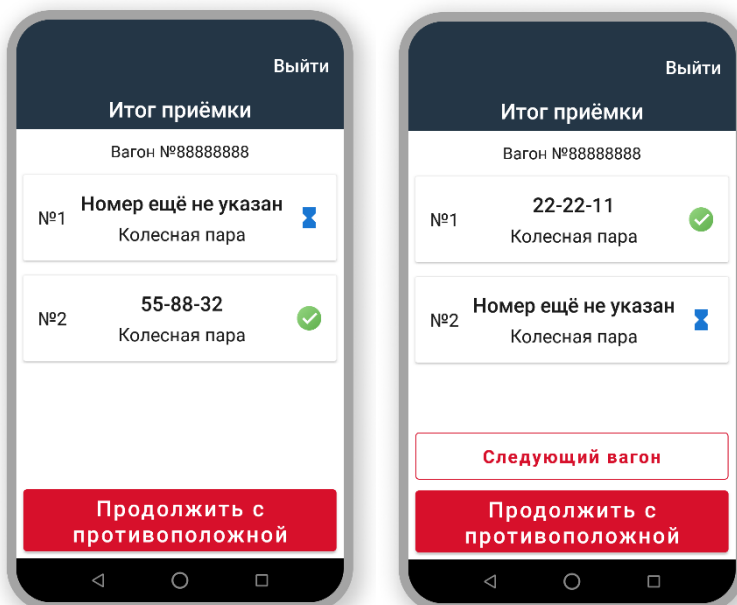 Выйти
Итог приёмки
Вагон №88888888
Номер ещё не указан
№1
Колесная пара
55-88-32
№2
Колесная пара
Продолжить с
противоположной
Выйти
Итог приёмки
Вагон №88888888
22-22-11
№1
Колесная пара
Номер ещё не указан
№2
Колесная пара
Следующий вагон
Продолжить с
противоположной